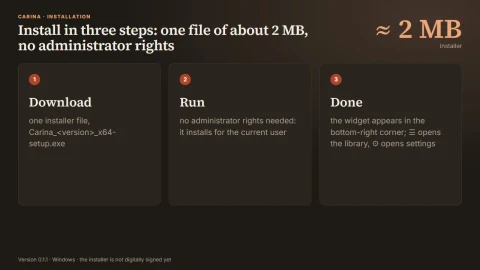 CARINA · INSTALLATION
Install in three steps: one file of about 2 MB,
no administrator rights
≈ 2 MB
Installer
1
Download
one installer file,
Carina_<version>_x64-
setup.exe
2
Run
no administrator rights needed:
it installs for the current user
3
Done
the widget appears in the
bottom-right corner; ☰ opens
the library, ⚙ opens settings
Version 0.1.1 · Windows · the installer is not digitally signed yet